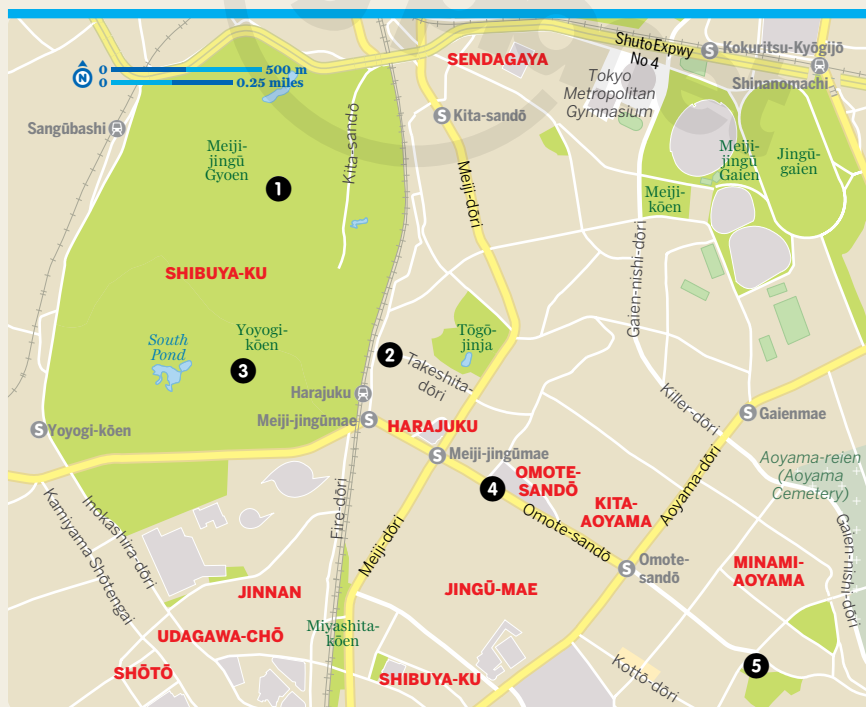 SENDAGAYA
Shuto Expwy
No 4
Kokuritsu-Kyōgijō
Shinanomachi
N
0 500 m
0 0.25 miles
Tokyo
Metropolitan
Gymnasium
Sangūbashi
Kita-sandō
Kita-sandō
Meiji-
jingū
Gyoen
1
Meiji-dōri
Meiji-
jingū
Gaien
Jingū-
gaien
Meiji-
kōen
Gaien-nishi-dōri
SHIBUYA-KU
South
Pond
Yoyogi-
kōen
3
2
Takeshita-
dōri
Tōgō-
jinja
Harajuku
Meiji-jingūmae
HARAJUKU
Killer-dōri
Gaienmae
Yoyogi-kōen
Meiji-jingūmae
OMOTE-
SANDŌ
4
KITA-
AOYAMA
Aoyama-dōri
Aoyama-reien
(Aoyama
Cemetery)
Gaien-nishi-dōri
Inokashira-dōri
Kamiyama Shōtengai
Fire-dōri
Meiji-dōri
Omote-sandō
Omote-
sandō
MINAMI-
AOYAMA
JINNAN
JINGŪ-MAE
UDAGAWA-CHŌ
Miyashita-
kōen
SHŌTŌ
SHIBUYA-KU
Kottō-dōri
5